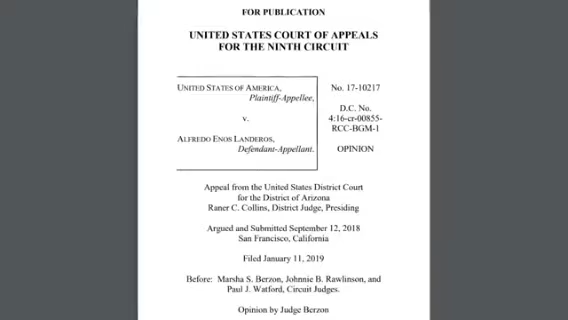 FOR PUBLICATION
UNITED STATES COURT OF APPEALS
FOR THE NINTH CIRCUIT
UNITED STATES OF AMERICA,
Plaintiff-Appellee,
v.
ALFREDO ENOS LANDEROS,
Defendant-Appellant.
No. 17-10217
D.C. No.
4:16-cr-00855-
RCC-BGM-1
OPINION
Appeal from the United States District Court
for the District of Arizona
Raner C. Collins, District Judge, Presiding
Argued and Submitted September 12, 2018
San Francisco, California
Filed January 11, 2019
Before: Marsha S. Berzon, Johnnie B. Rawlinson, and
Paul J. Watford, Circuit Judges.
Opinion by Judge Berzon